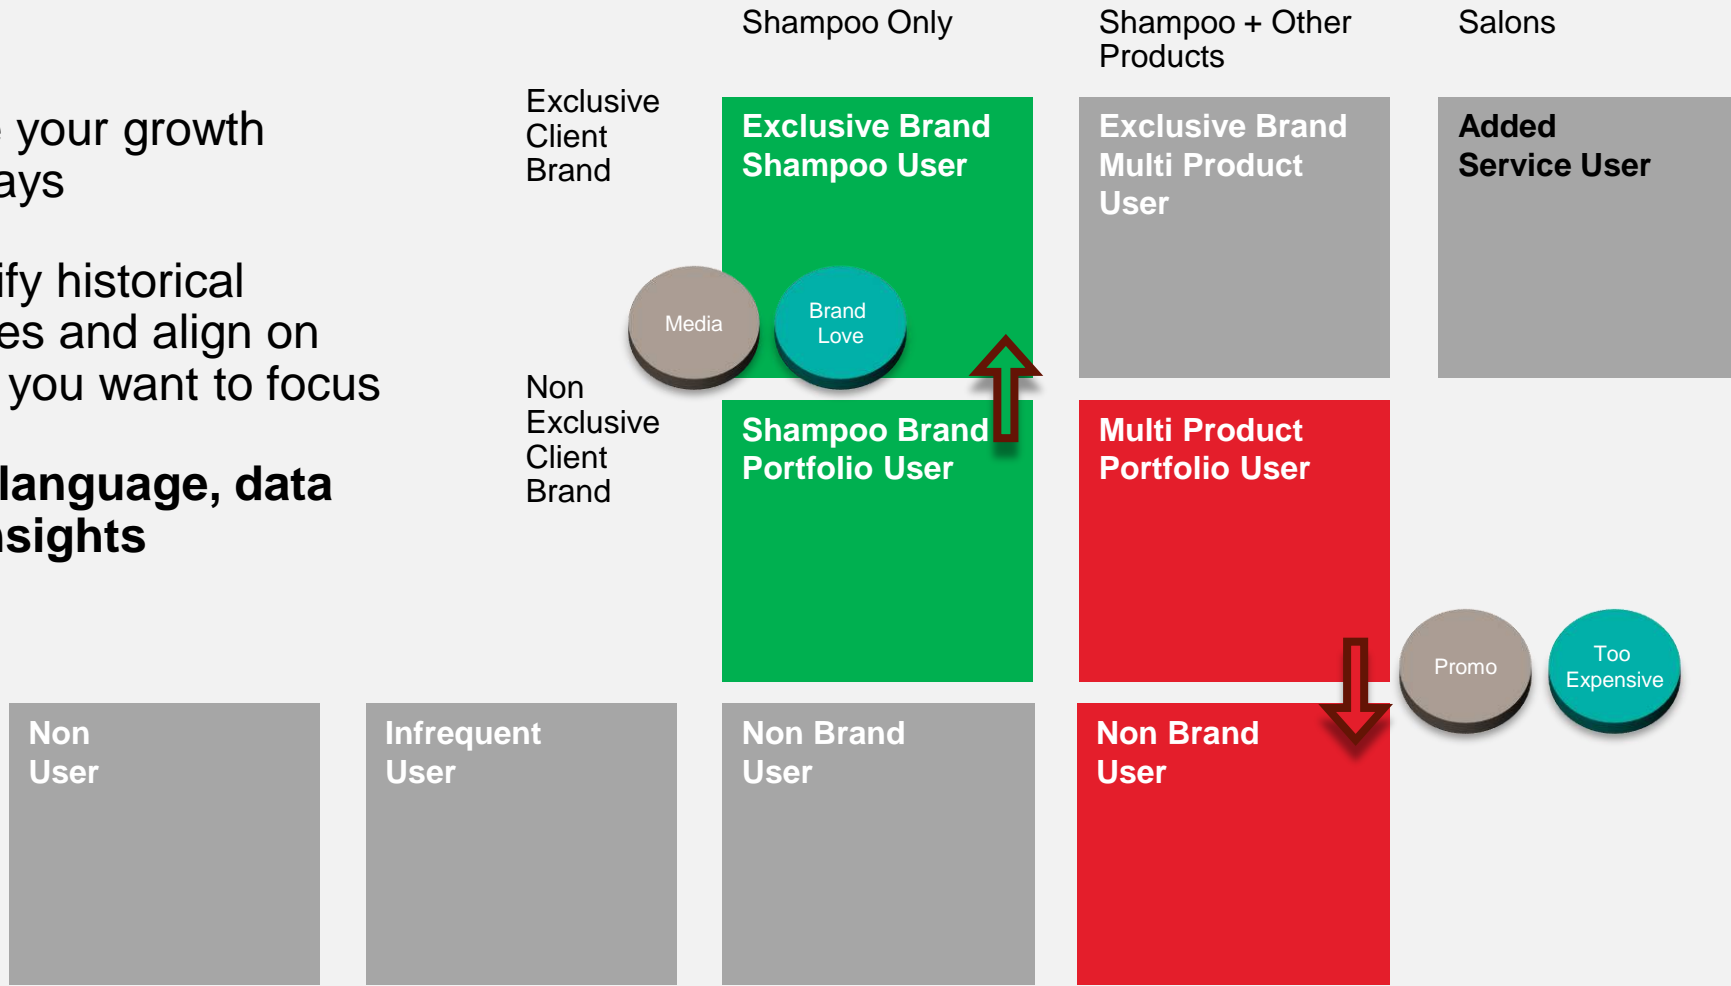 Shampoo Only
Shampoo + Other
Products
Salons
your growth
ays
ify historical
es and align on
you want to focus
language, data
nsights
Exclusive
Client
Brand
Exclusive Brand
Shampoo User
Exclusive Brand
Multi Product
User
Added
Service User
Media
Brand
Love
Non
Exclusive
Client
Brand
Shampoo Brand
Portfolio User
Multi Product
Portfolio User
Promo
Too
Expensive
Non
User
Infrequent
User
Non Brand
User
Non Brand
User